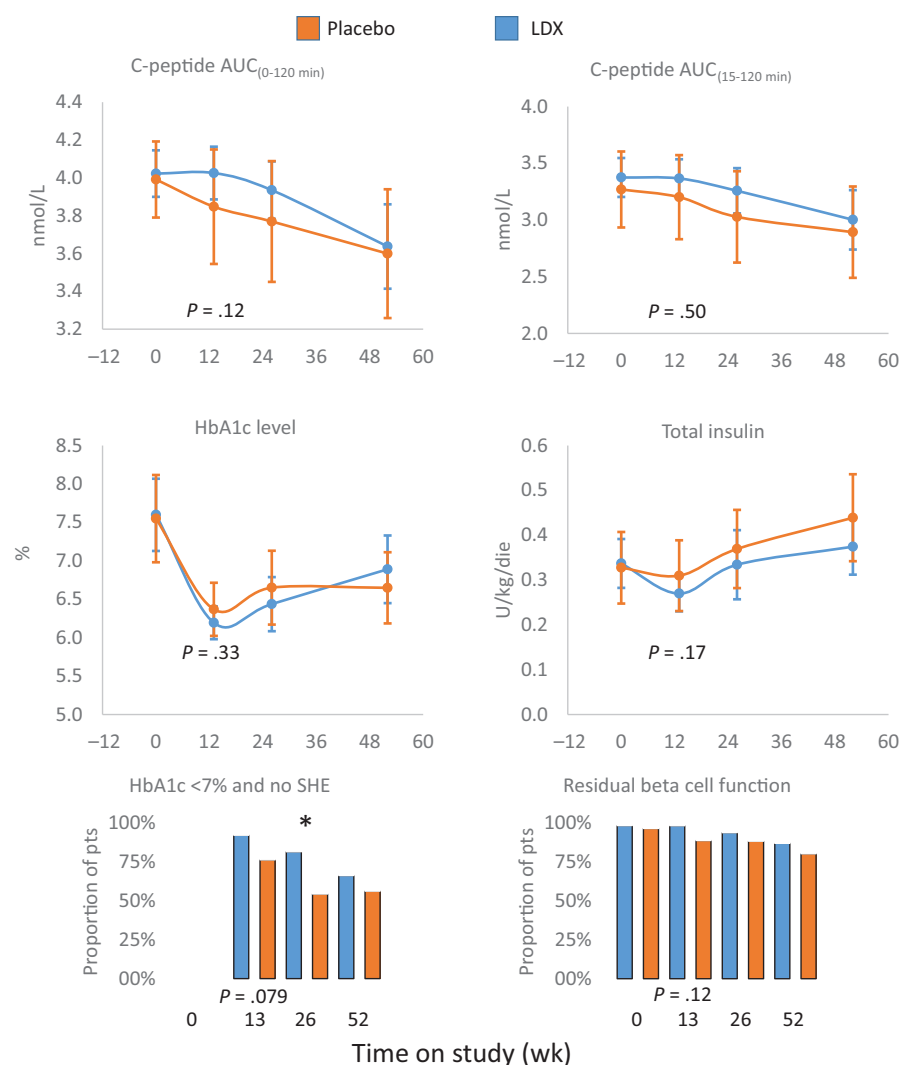 Placebo LDX
C-peptide AUC(0-120 min)
nmol/L
4.4
4.2
4.0
3.8
3.6
3.4
3.2
P = .12
–12 0 12 24 36 48 60
C-peptide AUC(15-120 min)
nmol/L
4.0
3.5
3.0
2.5
2.0
P = .50
–12 0 12 24 36 48 60
HbA1c level
%
8.5
8.0
7.5
7.0
6.5
6.0
5.5
5.0
P = .33
–12 0 12 24 36 48 60
Total insulin
U/kg/die
0.6
0.5
0.4
0.3
0.2
0.1
0.0
P = .17
–12 0 12 24 36 48 60
HbA1c <7% and no SHE
Proportion of pts
100%
75%
50%
25%
00%
*
P = .079
0 13 26 52
Residual beta cell function
Proportion of pts
100%
75%
50%
25%
00%
P = .12
0 13 26 52
Time on study (wk)